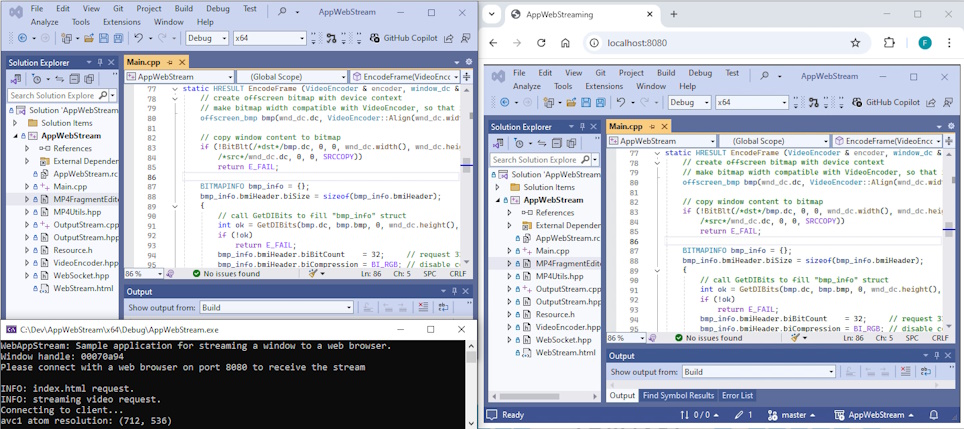 File Edit View Git Project Build Debug Test AppWebStream
Analyze Tools Extensions Window Help
Debug x64 GitHub Copilot
Solution Explorer
Search Solution Explorer
Solution 'AppWebStream'
Solution Items
AppWebStream
References
External Dependen
AppWebStream.rc
Main.cpp
MP4FragmentEdit
MP4Utils.hpp
OutputStream.cpp
OutputStream.hpp
Resource.h
VideoEncoder.hpp
WebSocket.hpp
WebStream.html
Main.cpp
AppWebStream (Global Scope) EncodeFrame(VideoEnc
77 static HRESULT EncodeFrame (VideoEncoder & encoder, window_dc &
78 // create offscreen bitmap with device context
79 // make bitmap width compatible with VideoEncoder, so that
80 offscreen_bmp bmp(wnd_dc.dc, VideoEncoder::Align(wnd_dc.wid
81
82 // copy window content to bitmap
83 if (!BitBlt(/*dst*/bmp.dc, 0, 0, wnd_dc.width(), wnd_dc.hei
84 /*src*/wnd_dc.dc, 0, 0, SRCCOPY))
85 return E_FAIL;
86
87 BITMAPINFO bmp_info = {};
88 bmp_info.bmiHeader.biSize = sizeof(bmp_info.bmiHeader);
89 {
90 // call GetDIBits to fill "bmp_info" struct
91 int ok = GetDIBits(bmp.dc, bmp.bmp, 0, wnd_dc.height(),
92 if (!ok)
93 return E_FAIL;
94 bmp_info.bmiHeader.biBitCount = 32; // request 3
95 bmp_info.bmiHeader.biCompression = BI_RGB; // disable c
86 % No issues found Ln: 86 Ch: 5 SPC CRLF
Output
Show output from: Build
C:\Dev\AppWebStream\x64\Debug\AppWebStream.exe
WebAppStream: Sample application for streaming a window to a web browser.
Window handle: 00070a94
Please connect with a web browser on port 8080 to receive the stream
INFO: index.html request.
INFO: streaming video request.
Connecting to client...
avc1 atom resolution: (712, 536)
AppWebStreaming
localhost:8080 F
File Edit View Git Project Build Debug Test AppWebStream
Analyze Tools Extensions Window Help
Debug x64 GitHub Copilot
Solution Explorer
Search Solution Explorer
Solution 'AppWebStream'
Solution Items
AppWebStream
References
External Dependen
AppWebStream.rc
Main.cpp
MP4FragmentEdit
MP4Utils.hpp
OutputStream.cpp
OutputStream.hpp
Resource.h
VideoEncoder.hpp
WebSocket.hpp
WebStream.html
Main.cpp
AppWebStream (Global Scope) EncodeFrame(VideoEnc
77 static HRESULT EncodeFrame (VideoEncoder & encoder, window_dc &
78 // create offscreen bitmap with device context
79 // make bitmap width compatible with VideoEncoder, so that
80 offscreen_bmp bmp(wnd_dc.dc, VideoEncoder::Align(wnd_dc.wid
81
82 // copy window content to bitmap
83 if (!BitBlt(/*dst*/bmp.dc, 0, 0, wnd_dc.width(), wnd_dc.hei
84 /*src*/wnd_dc.dc, 0, 0, SRCCOPY))
85 return E_FAIL;
86
87 BITMAPINFO bmp_info = {};
88 bmp_info.bmiHeader.biSize = sizeof(bmp_info.bmiHeader);
89 {
90 // call GetDIBits to fill "bmp_info" struct
91 int ok = GetDIBits(bmp.dc, bmp.bmp, 0, wnd_dc.height(),
92 if (!ok)
93 return E_FAIL;
94 bmp_info.bmiHeader.biBitCount = 32; // request 3
95 bmp_info.bmiHeader.biCompression = BI_RGB; // disable c
86 % No issues found Ln: 86 Ch: 5 SPC CRLF
Output
Show output from: Build
Output Find Symbol Results Error List
Ready 0 / 0 1 master AppWebStream